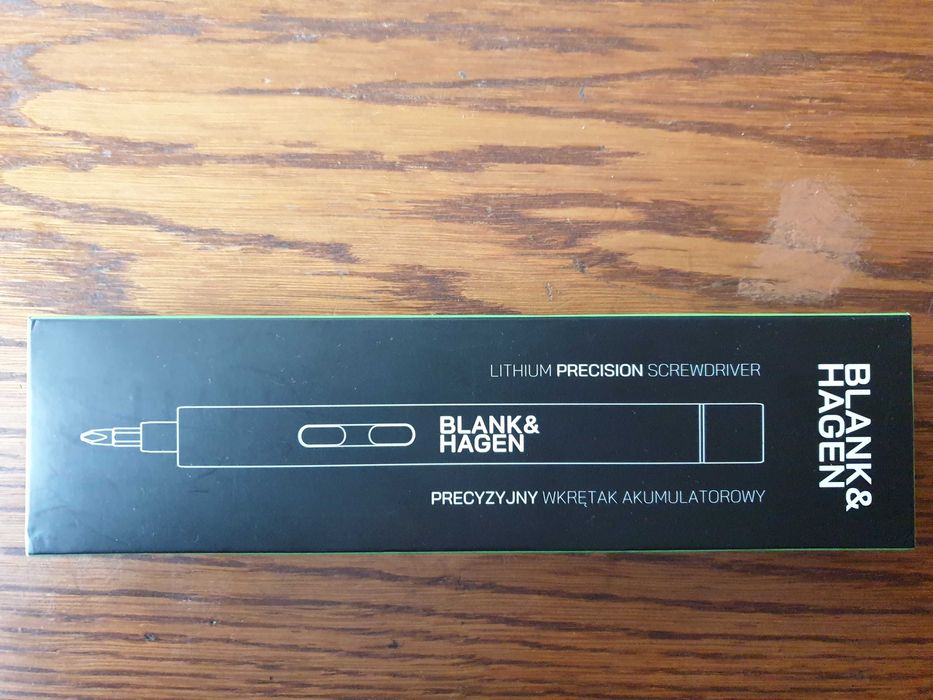 LITHIUM PRECISION SCREWDRIVER
BLANK&
HAGEN
PRECYZYJNY WKRĘTAK AKUMULATOROWY
BLANK&
HAGEN